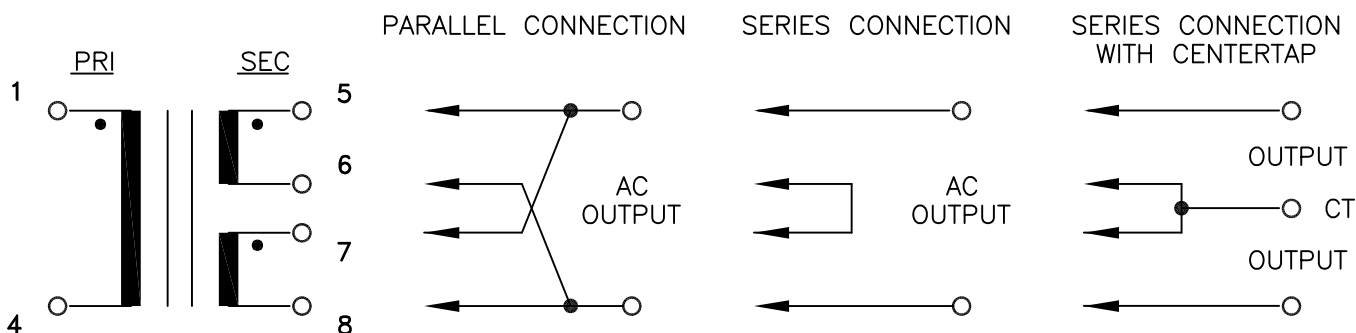 PARALLEL CONNECTION
SERIES CONNECTION
SERIES CONNECTION
WITH CENTERTAP
PRI
SEC
1
4
5
6
7
8
AC
OUTPUT
AC
OUTPUT
OUTPUT
CT
OUTPUT